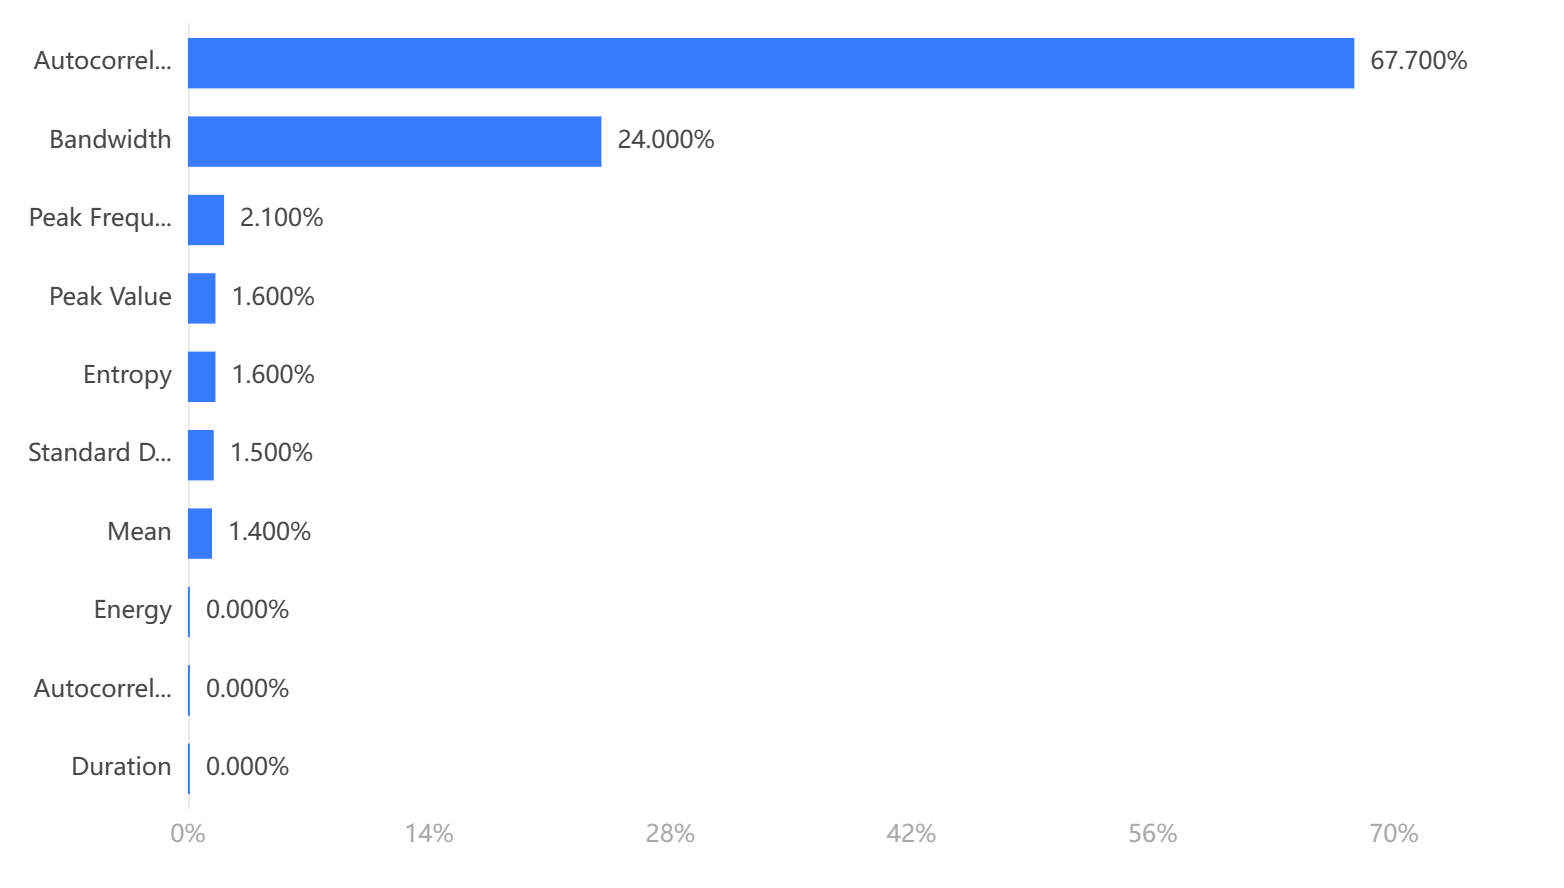 Autocorrel... 67.700%
Bandwidth 24.000%
Peak Frequ... 2.100%
Peak Value 1.600%
Entropy 1.600%
Standard D... 1.500%
Mean 1.400%
Energy 0.000%
Autocorrel... 0.000%
Duration 0.000%
0% 14% 28% 42% 56% 70%